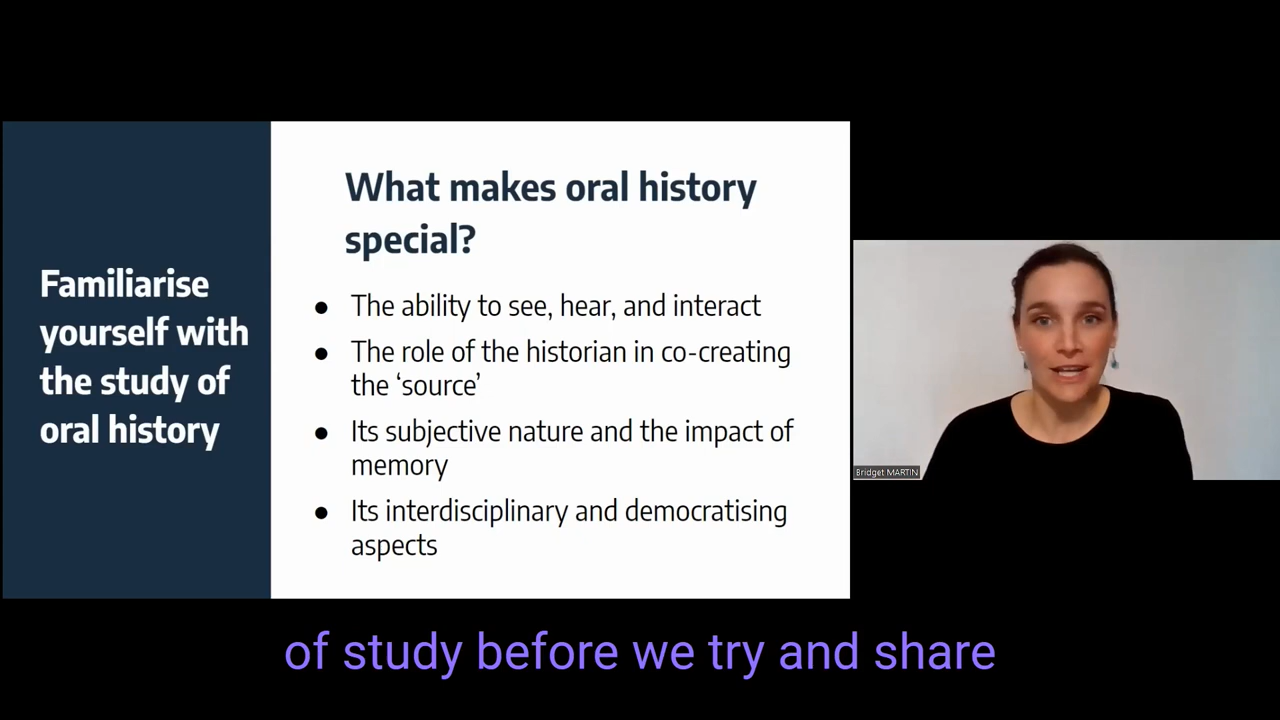 Familiarise
yourself with
the study of
oral history
What makes oral history
special?
● The ability to see, hear, and interact
● The role of the historian in co-creating
the ‘source’
● Its subjective nature and the impact of
memory
● Its interdisciplinary and democratising
aspects
Bridget MARTIN
of study before we try and share